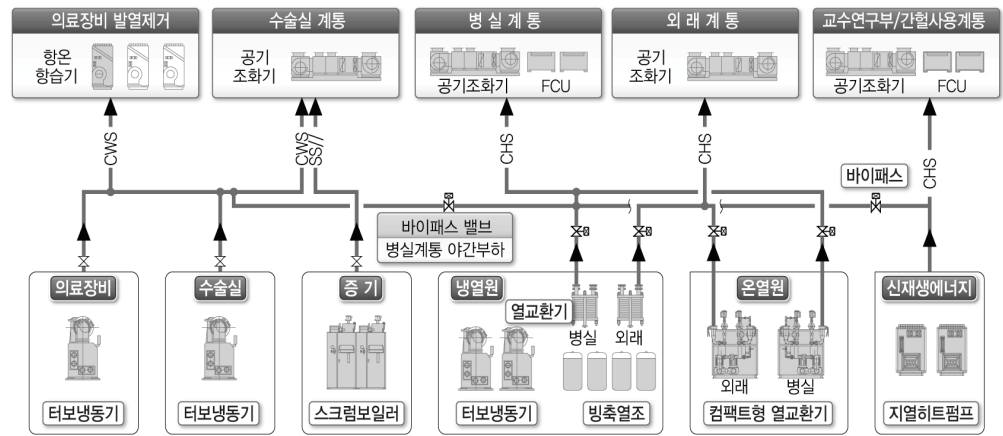 의료장비 발열제거
수술실 계통
병 실 계 통
외 래 계 통
교수연구부/간헐사용계통
항온
항습기
공기
조화기
공기조화기
FCU
공기
조화기
공기조화기
FCU
CWS
CWS
SS//
CHS
CHS
CHS
바이패스
바이패스 밸브
병실계통 야간부하
의료장비
수술실
증 기
냉열원
온열원
신재생에너지
열교환기
병실
외래
외래
병실
터보냉동기
터보냉동기
스크럼보일러
터보냉동기
빙축열조
컴팩트형 열교환기
지열히트펌프